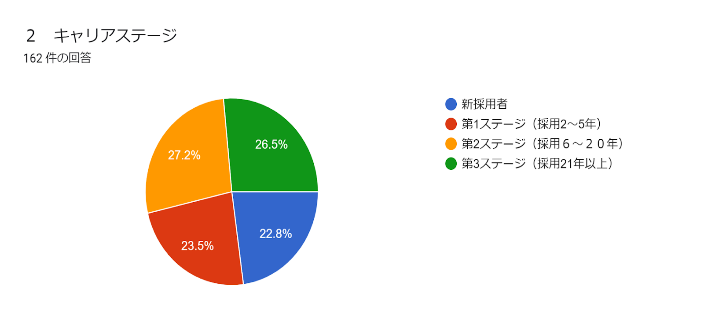 ２　キャリアステージ
162 件の回答
新採用者
第1ステージ（採用2～5年）
第2ステージ（採用６～２０年）
第3ステージ（採用21年以上）
27.2%
26.5%
23.5%
22.8%